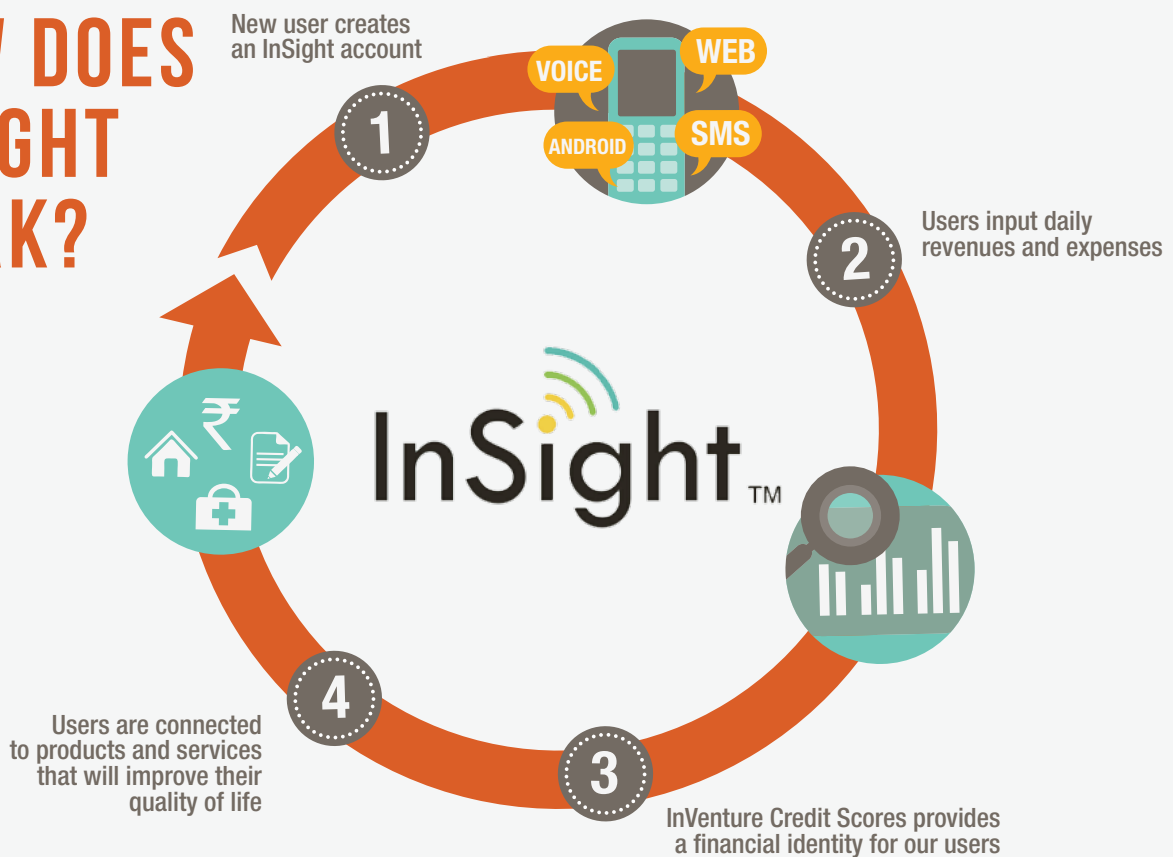 DOES
GHT
K?
New user creates
an InSight account
1
VOICE
WEB
ANDROID
SMS
2
Users input daily
revenues and expenses
InSight TM
₹
4
Users are connected
to products and services
that will improve their
quality of life
3
InVenture Credit Scores provides
a financial identity for our users